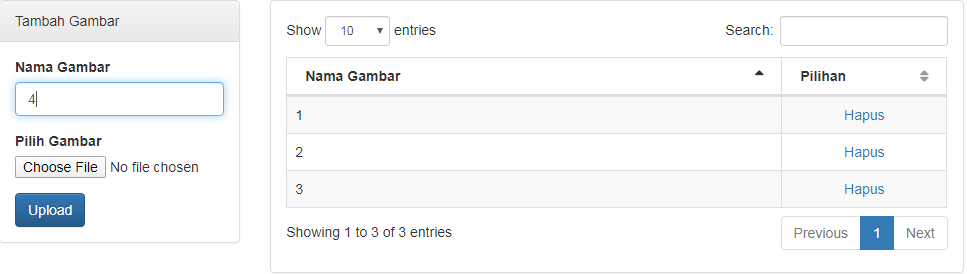 Tambah Gambar
Nama Gambar
4
Pilih Gambar
Choose File No file chosen
Upload
Show 10 entries Search:
Nama Gambar Pilihan
1 Hapus
2 Hapus
3 Hapus
Showing 1 to 3 of 3 entries Previous 1 Next